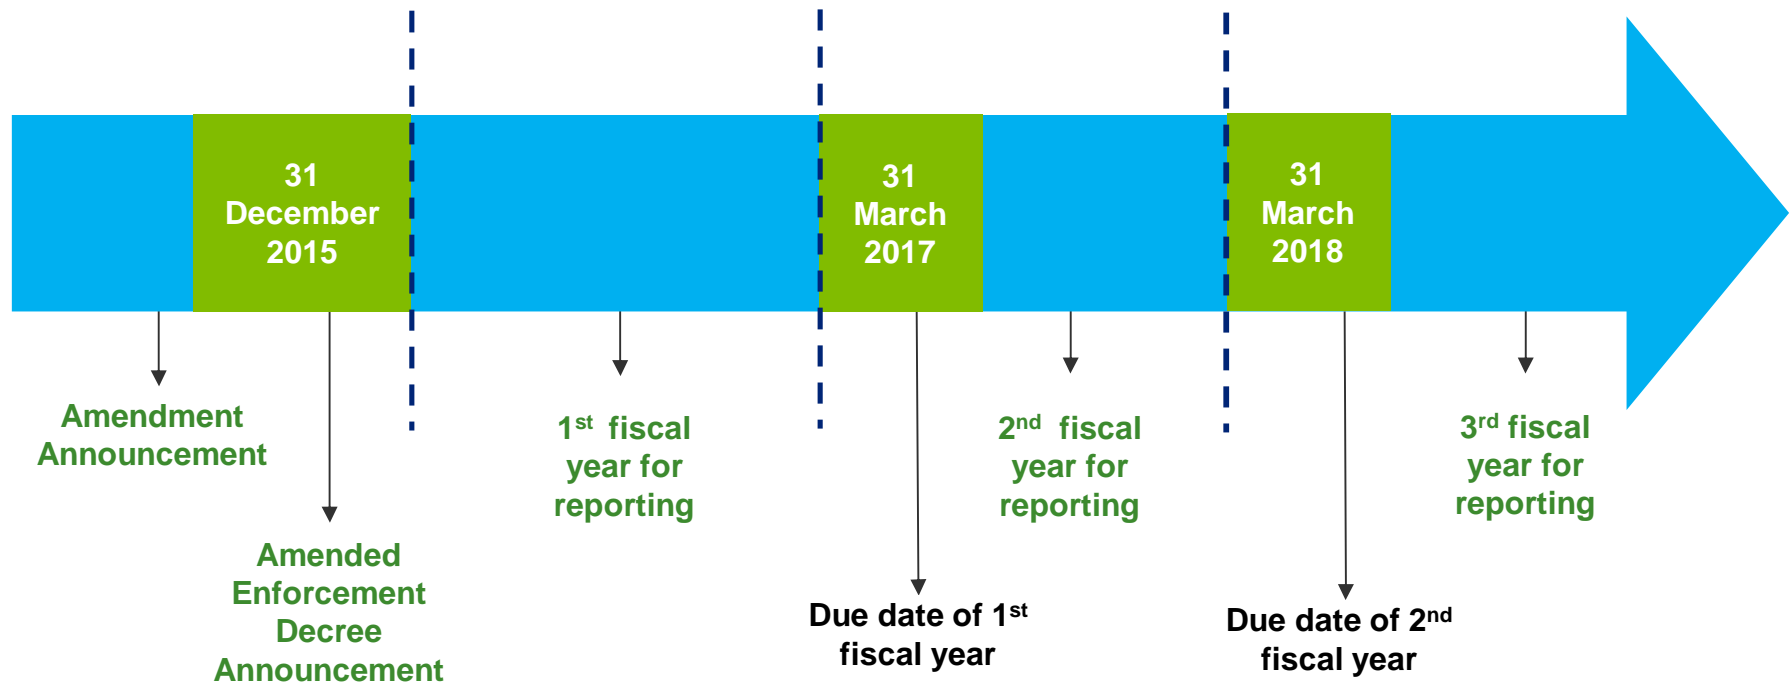 31
December
2015
31
March
2017
31
March
2018
Amendment
Announcement
1st fiscal
year for
reporting
2nd fiscal
year for
reporting
3rd fiscal
year for
reporting
Amended
Enforcement
Decree
Announcement
Due date of 1st
fiscal year
Due date of 2nd
fiscal year